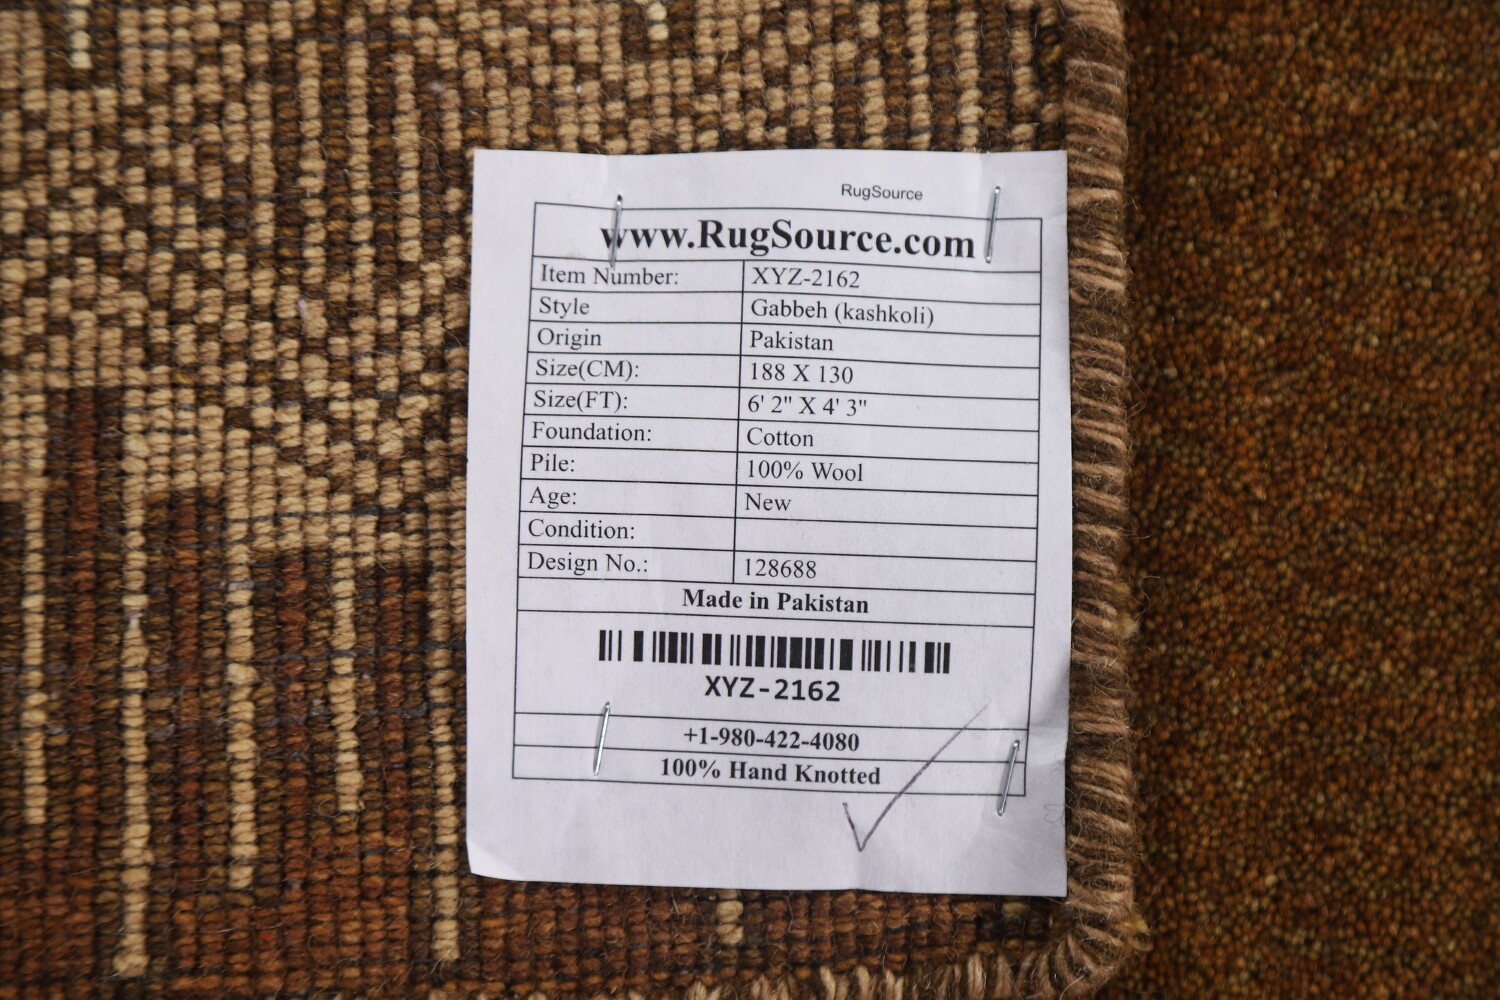 RugSource
www.RugSource.com
Item Number: XYZ-2162
Style Gabbeh (kashkoli)
Origin Pakistan
Size(CM): 188 X 130
Size(FT): 6' 2" X 4' 3"
Foundation: Cotton
Pile: 100% Wool
Age: New
Condition:
Design No.: 128688
Made in Pakistan
XYZ-2162
+1-980-422-4080
100% Hand Knotted